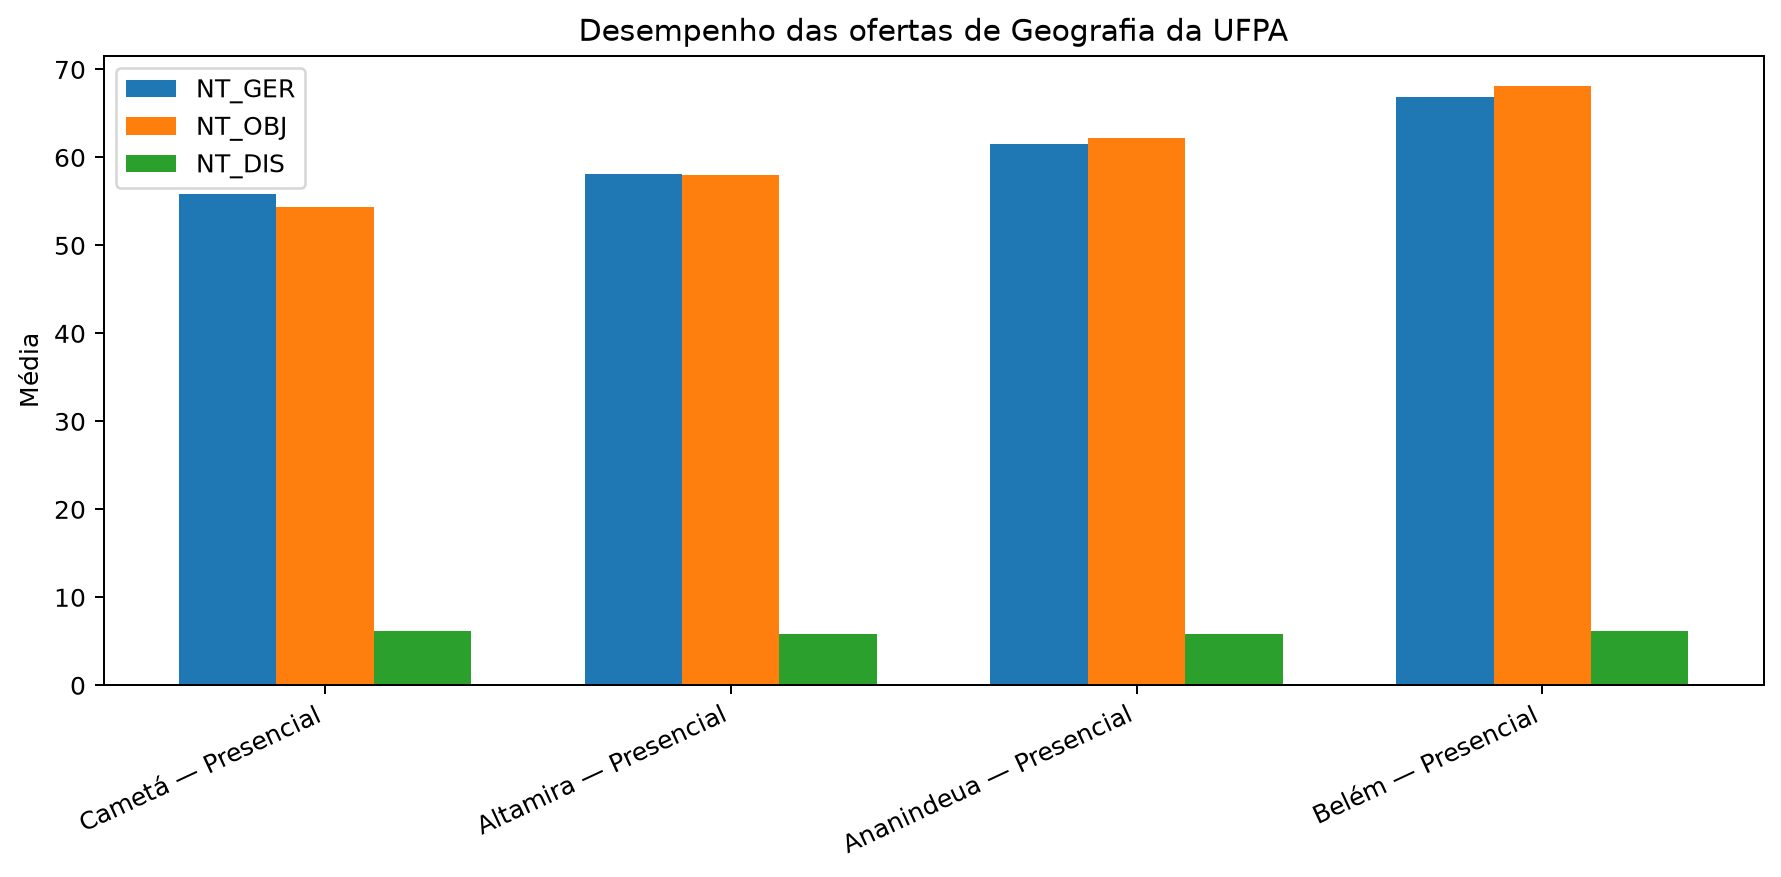 Desempenho das ofertas de Geografia da UFPA
70
60
50
40
30
20
10
0
Média
NT_GER
NT_OBJ
NT_DIS
Cametá — Presencial
Altamira — Presencial
Ananindeua — Presencial
Belém — Presencial